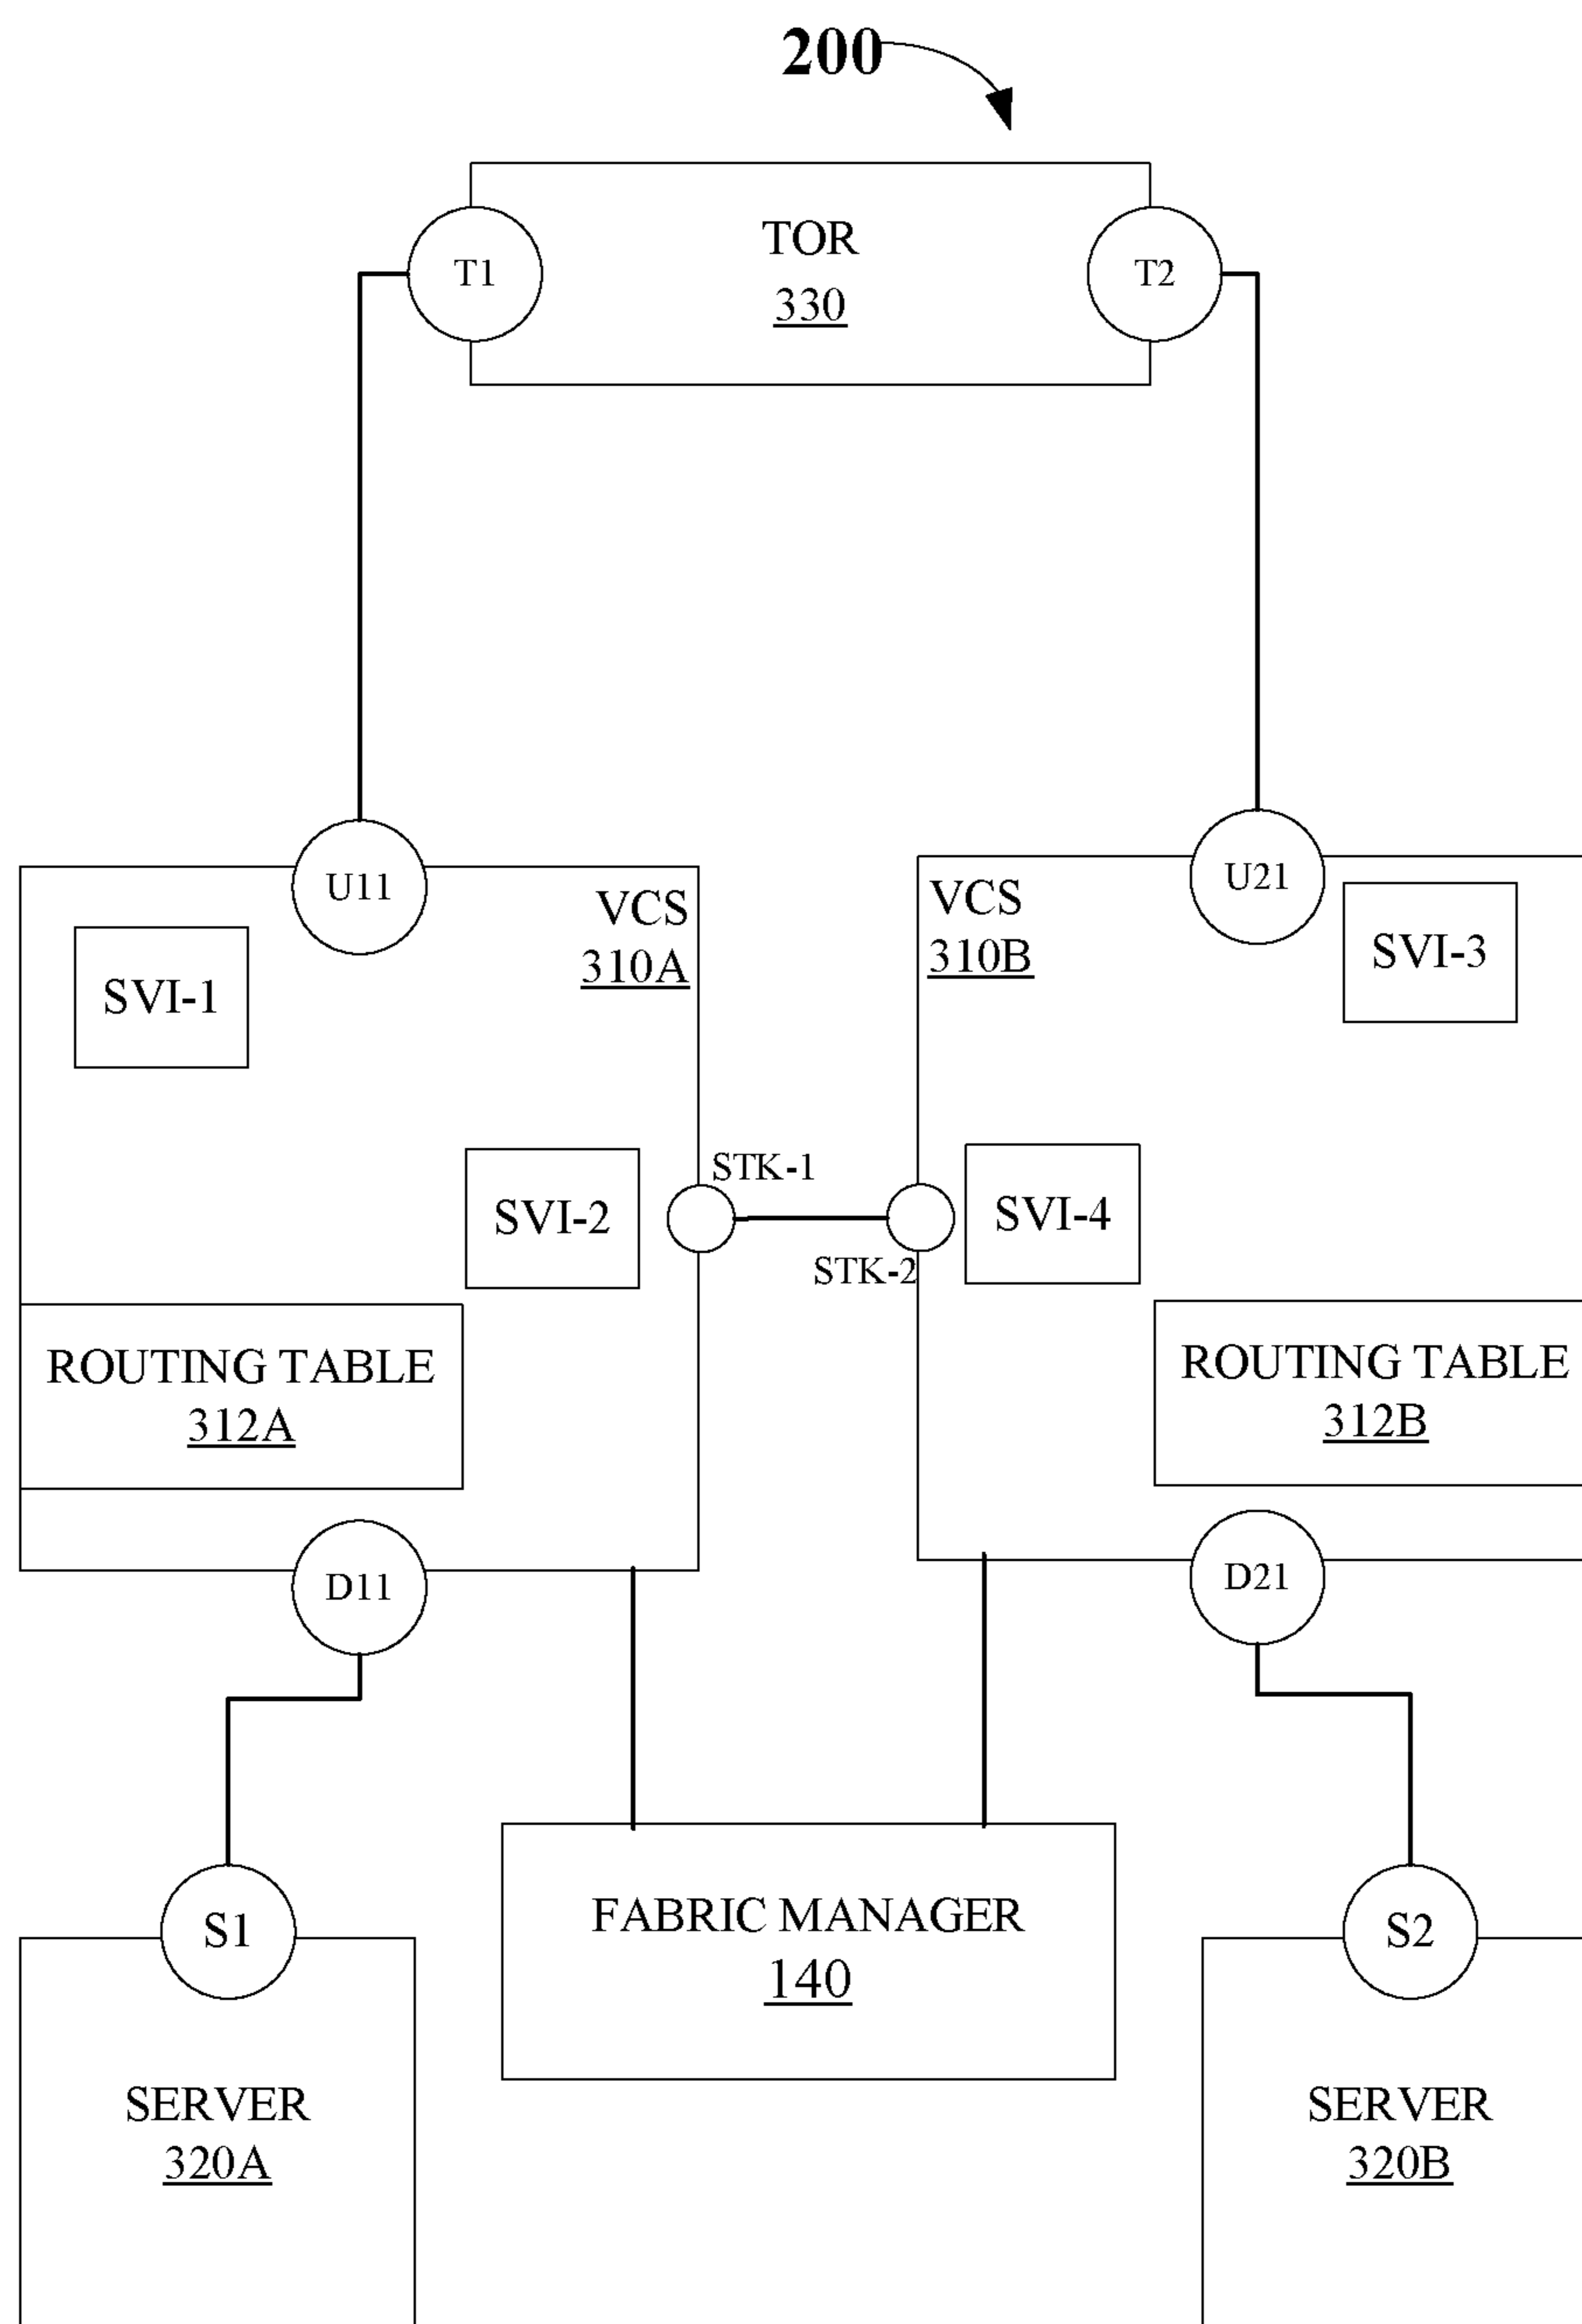 200
TOR
330
T1
T2
U11
VCS
310A
SVI-1
SVI-2
STK-1
ROUTING TABLE
312A
D11
U21
VCS
310B
SVI-3
SVI-4
STK-2
ROUTING TABLE
312B
D21
S1
SERVER
320A
FABRIC MANAGER
140
S2
SERVER
320B